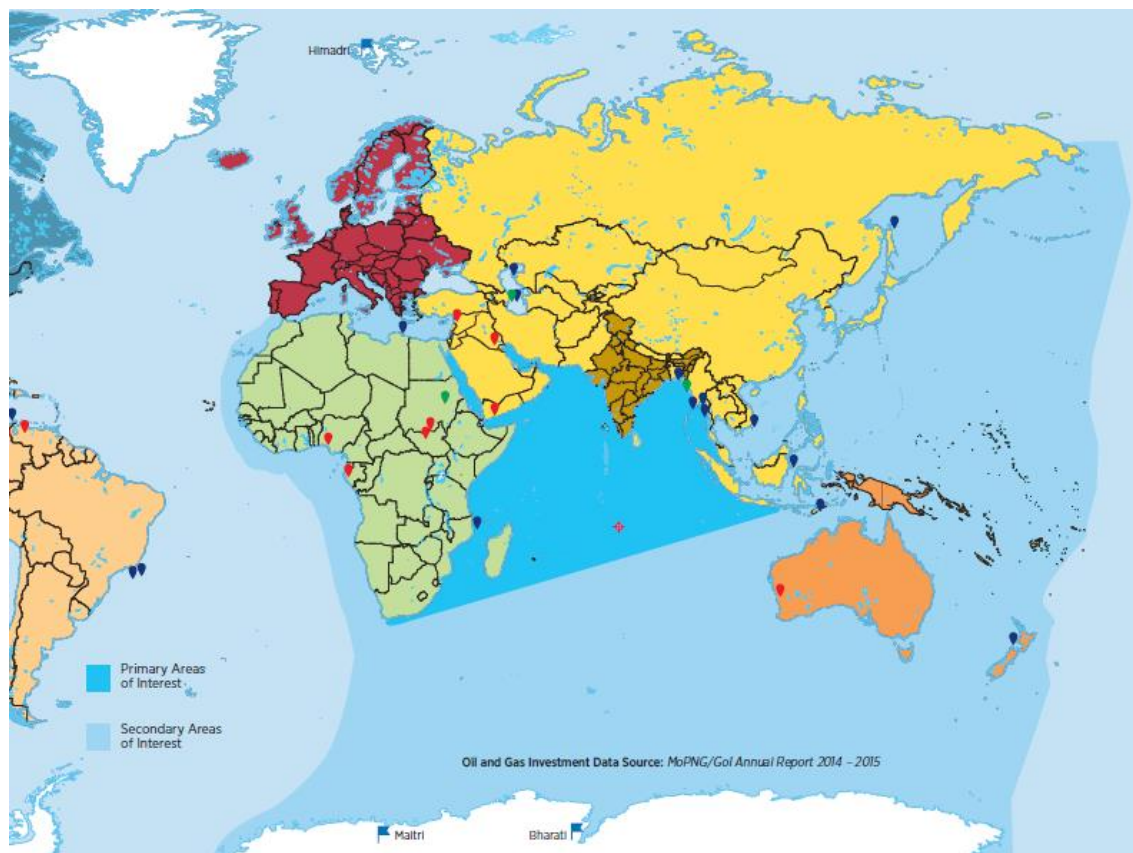 Himadri
Primary Areas
of Interest
Secondary Areas
of Interest
Oil and Gas Investment Data Source: MoPNG/GoI Annual Report 2014 – 2015
Maitri
Bharati